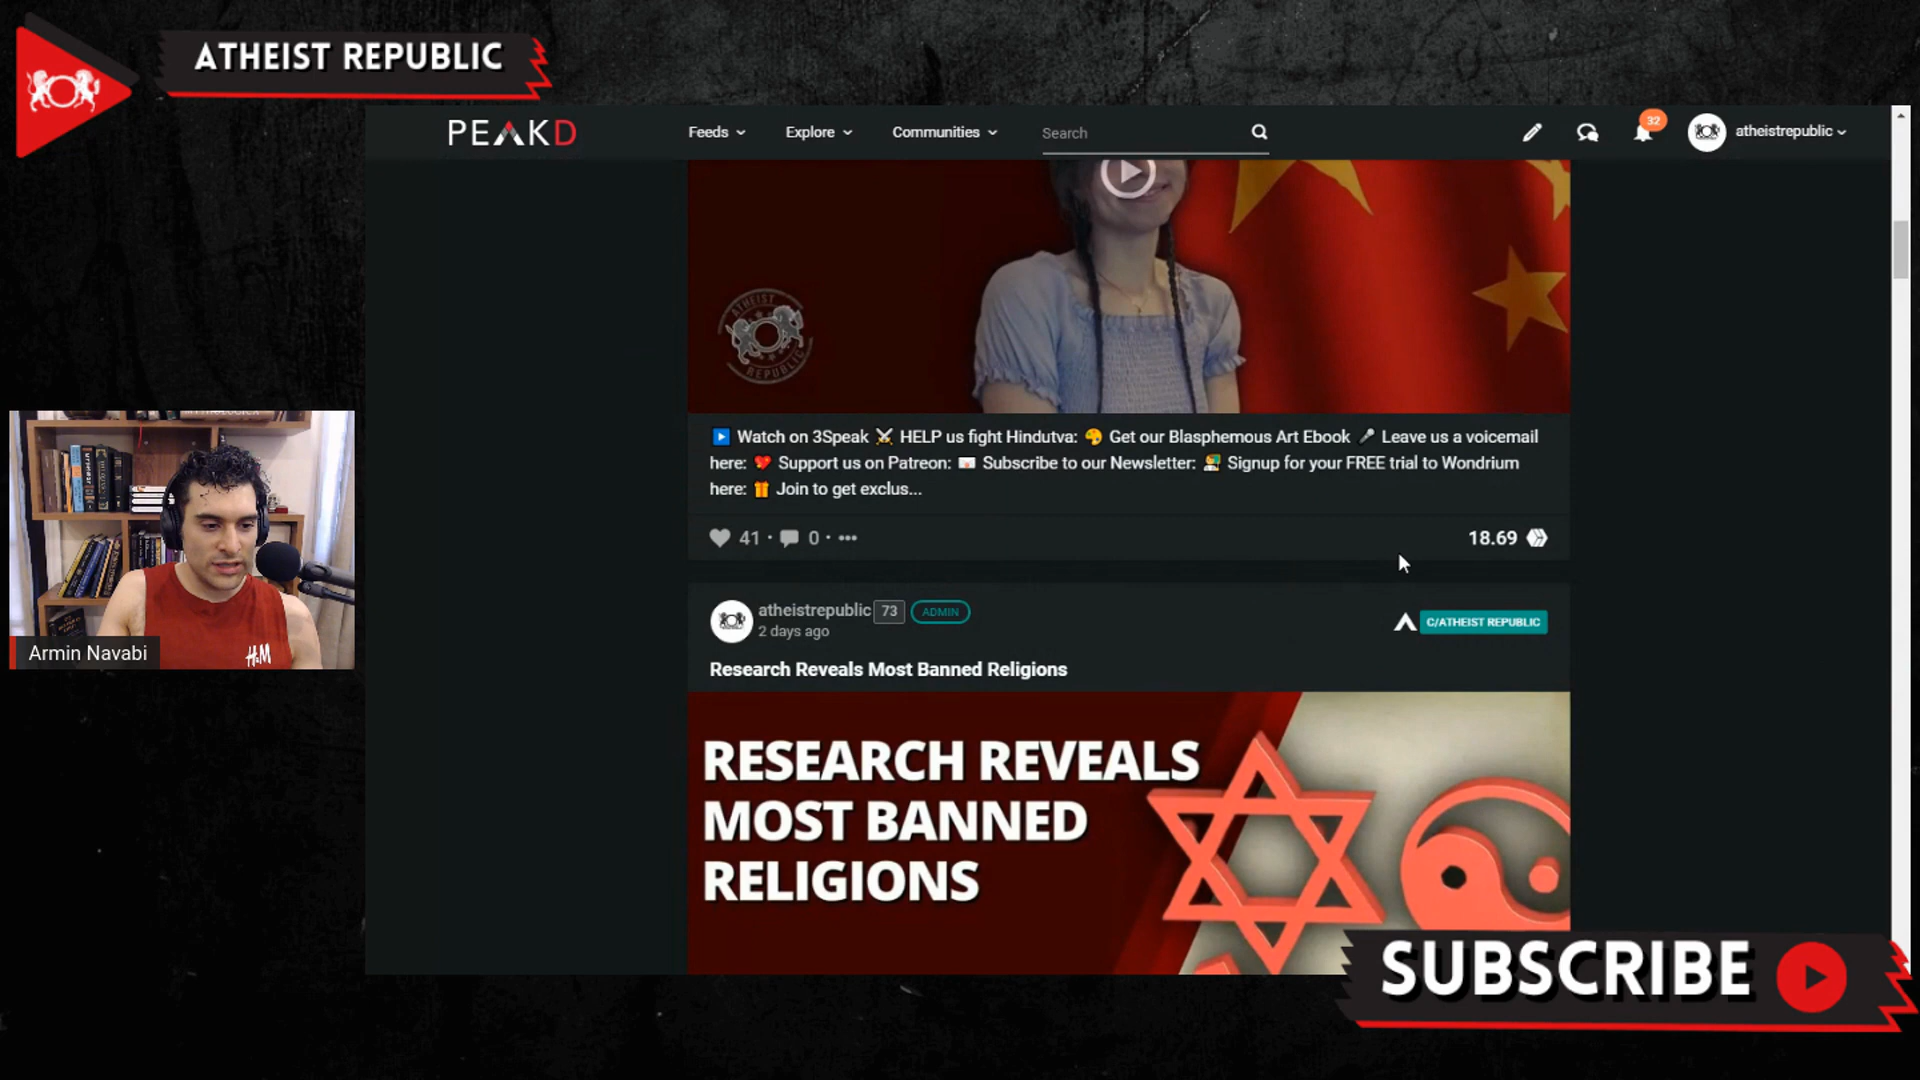 ATHEIST REPUBLIC
PEAKD
Feeds
Explore
Communities
Search
32
atheistrepublic
ATHEIST
REPUBLIC
Watch on 3Speak HELP us fight Hindutva: Get our Blasphemous Art Ebook Leave us a voicemail
here: Support us on Patreon: Subscribe to our Newsletter: Signup for your FREE trial to Wondrium
here: Join to get exclus...
41 · 0 · •••
18.69
atheistrepublic 73 ADMIN
2 days ago
C/ATHEIST REPUBLIC
Research Reveals Most Banned Religions
RESEARCH REVEALS
MOST BANNED
RELIGIONS
H&M
Armin Navabi
SUBSCRIBE